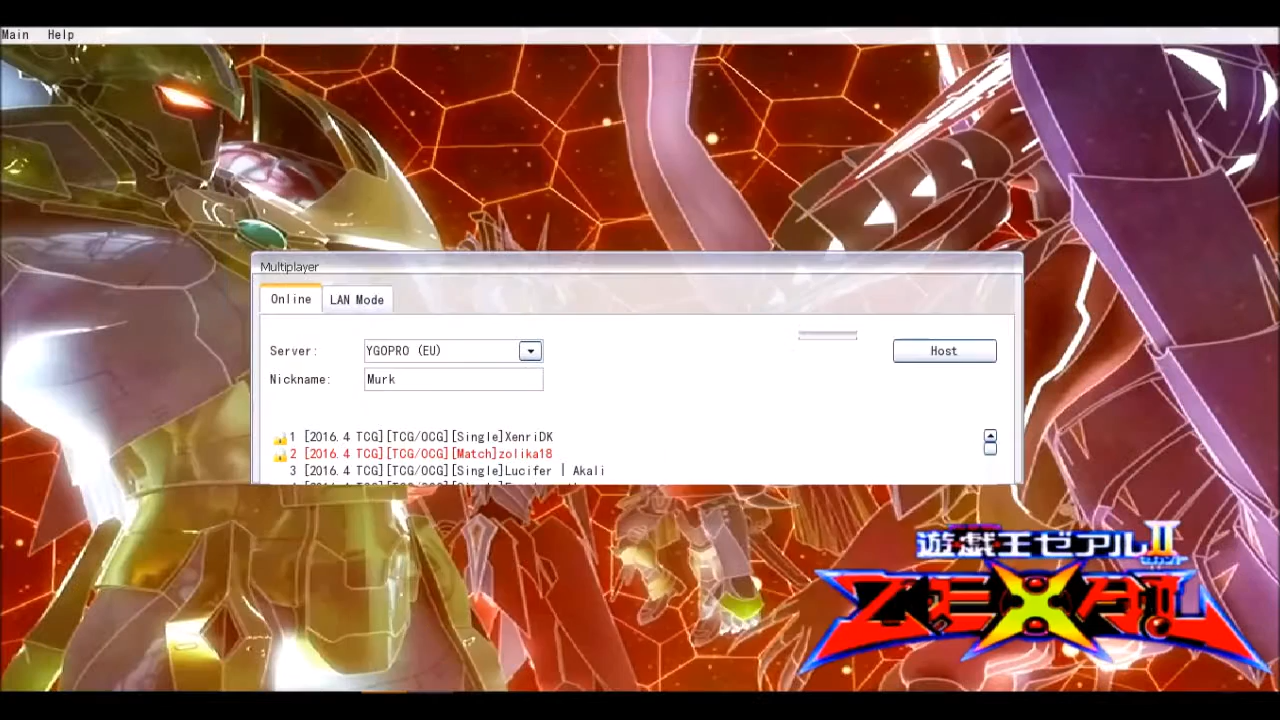 Main Help
Multiplayer
Online LAN Mode
Server: YGOPRO (EU) Host
Nickname: Murk
1 [2016.4 TCG][TCG/OCG][Single]XenriDK
2 [2016.4 TCG][TCG/OCG][Match]zolika18
3 [2016.4 TCG][TCG/OCG][Single]Lucifer | Akali
遊戯王ゼアルII
ZEXAL